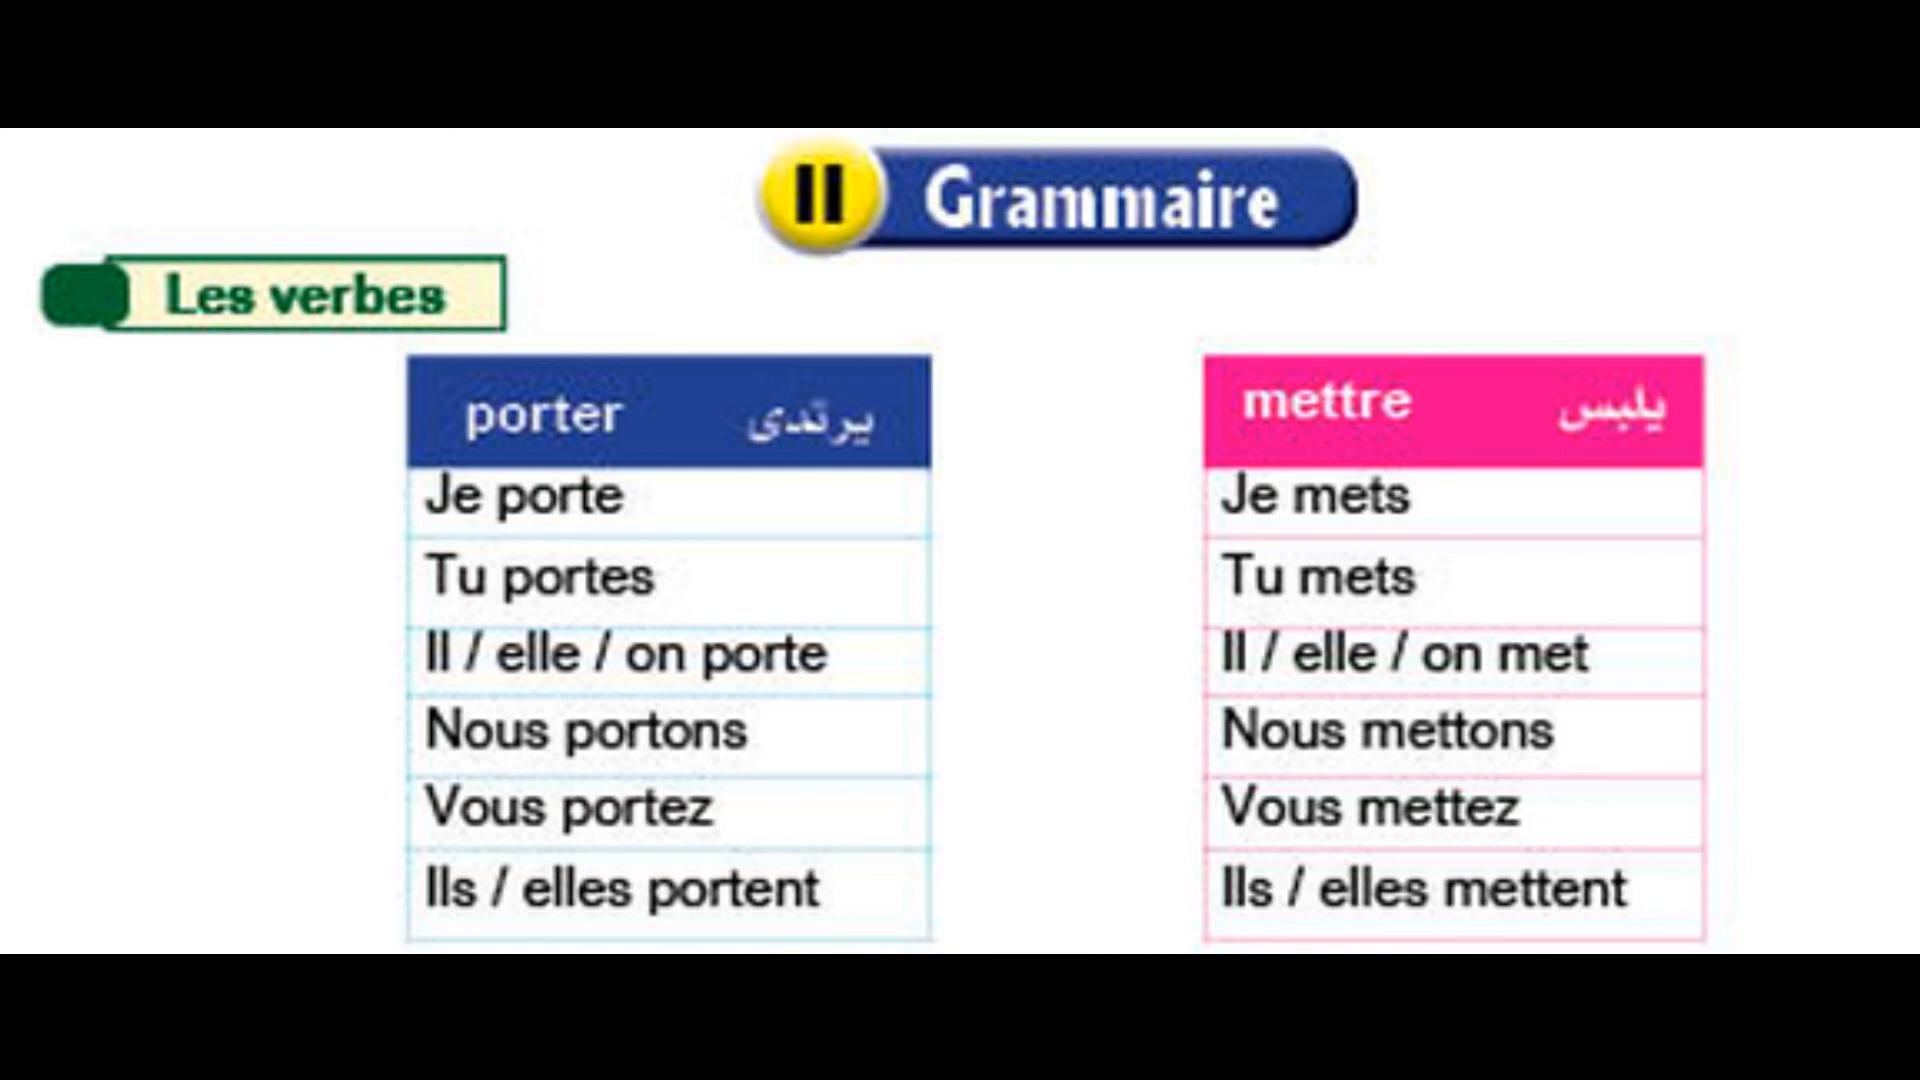 II Grammaire
Les verbes
porter يرتدى
Je porte
Tu portes
Il / elle / on porte
Nous portons
Vous portez
Ils / elles portent
mettre يلبس
Je mets
Tu mets
Il / elle / on met
Nous mettons
Vous mettez
Ils / elles mettent